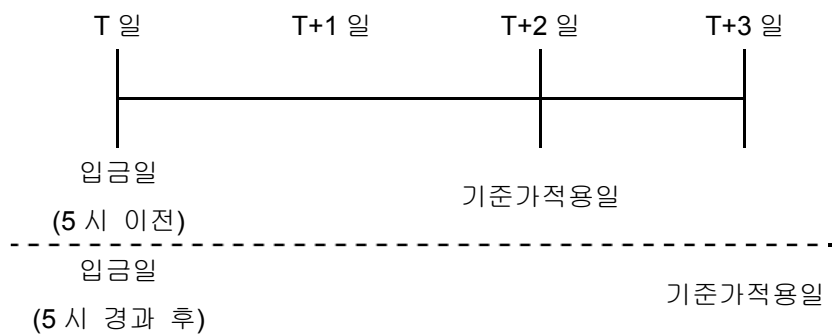 T 일 T+1 일 T+2 일 T+3 일
입금일
(5 시 이전)
기준가적용일
입금일
(5 시 경과 후)
기준가적용일